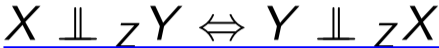 X ⫫ _Z Y ⇔ Y ⫫ _Z X